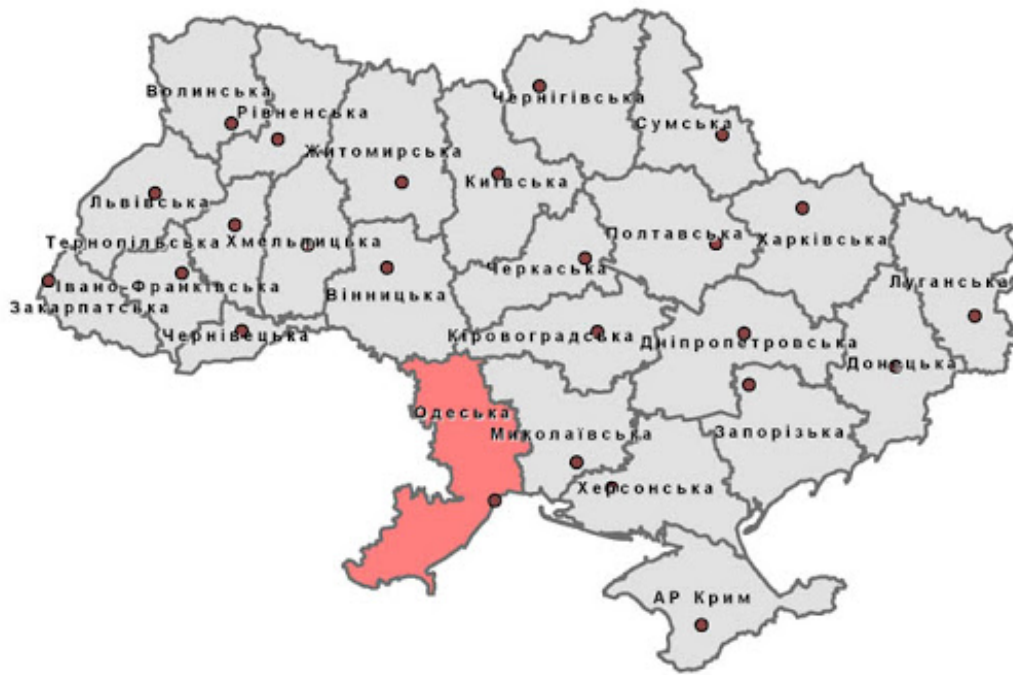 Волинська
Рівненська
Чернігівська
Сумська
Житомирська
Київська
Львівська
Тернопільська
Хмельницька
Полтавська
Харківська
Черкаська
Івано-Франківська
Вінницька
Луганська
Закарпатська
Чернівецька
Кіровоградська
Дніпропетровська
Донецька
Одеська
Миколаївська
Запорізька
Херсонська
АР Крим